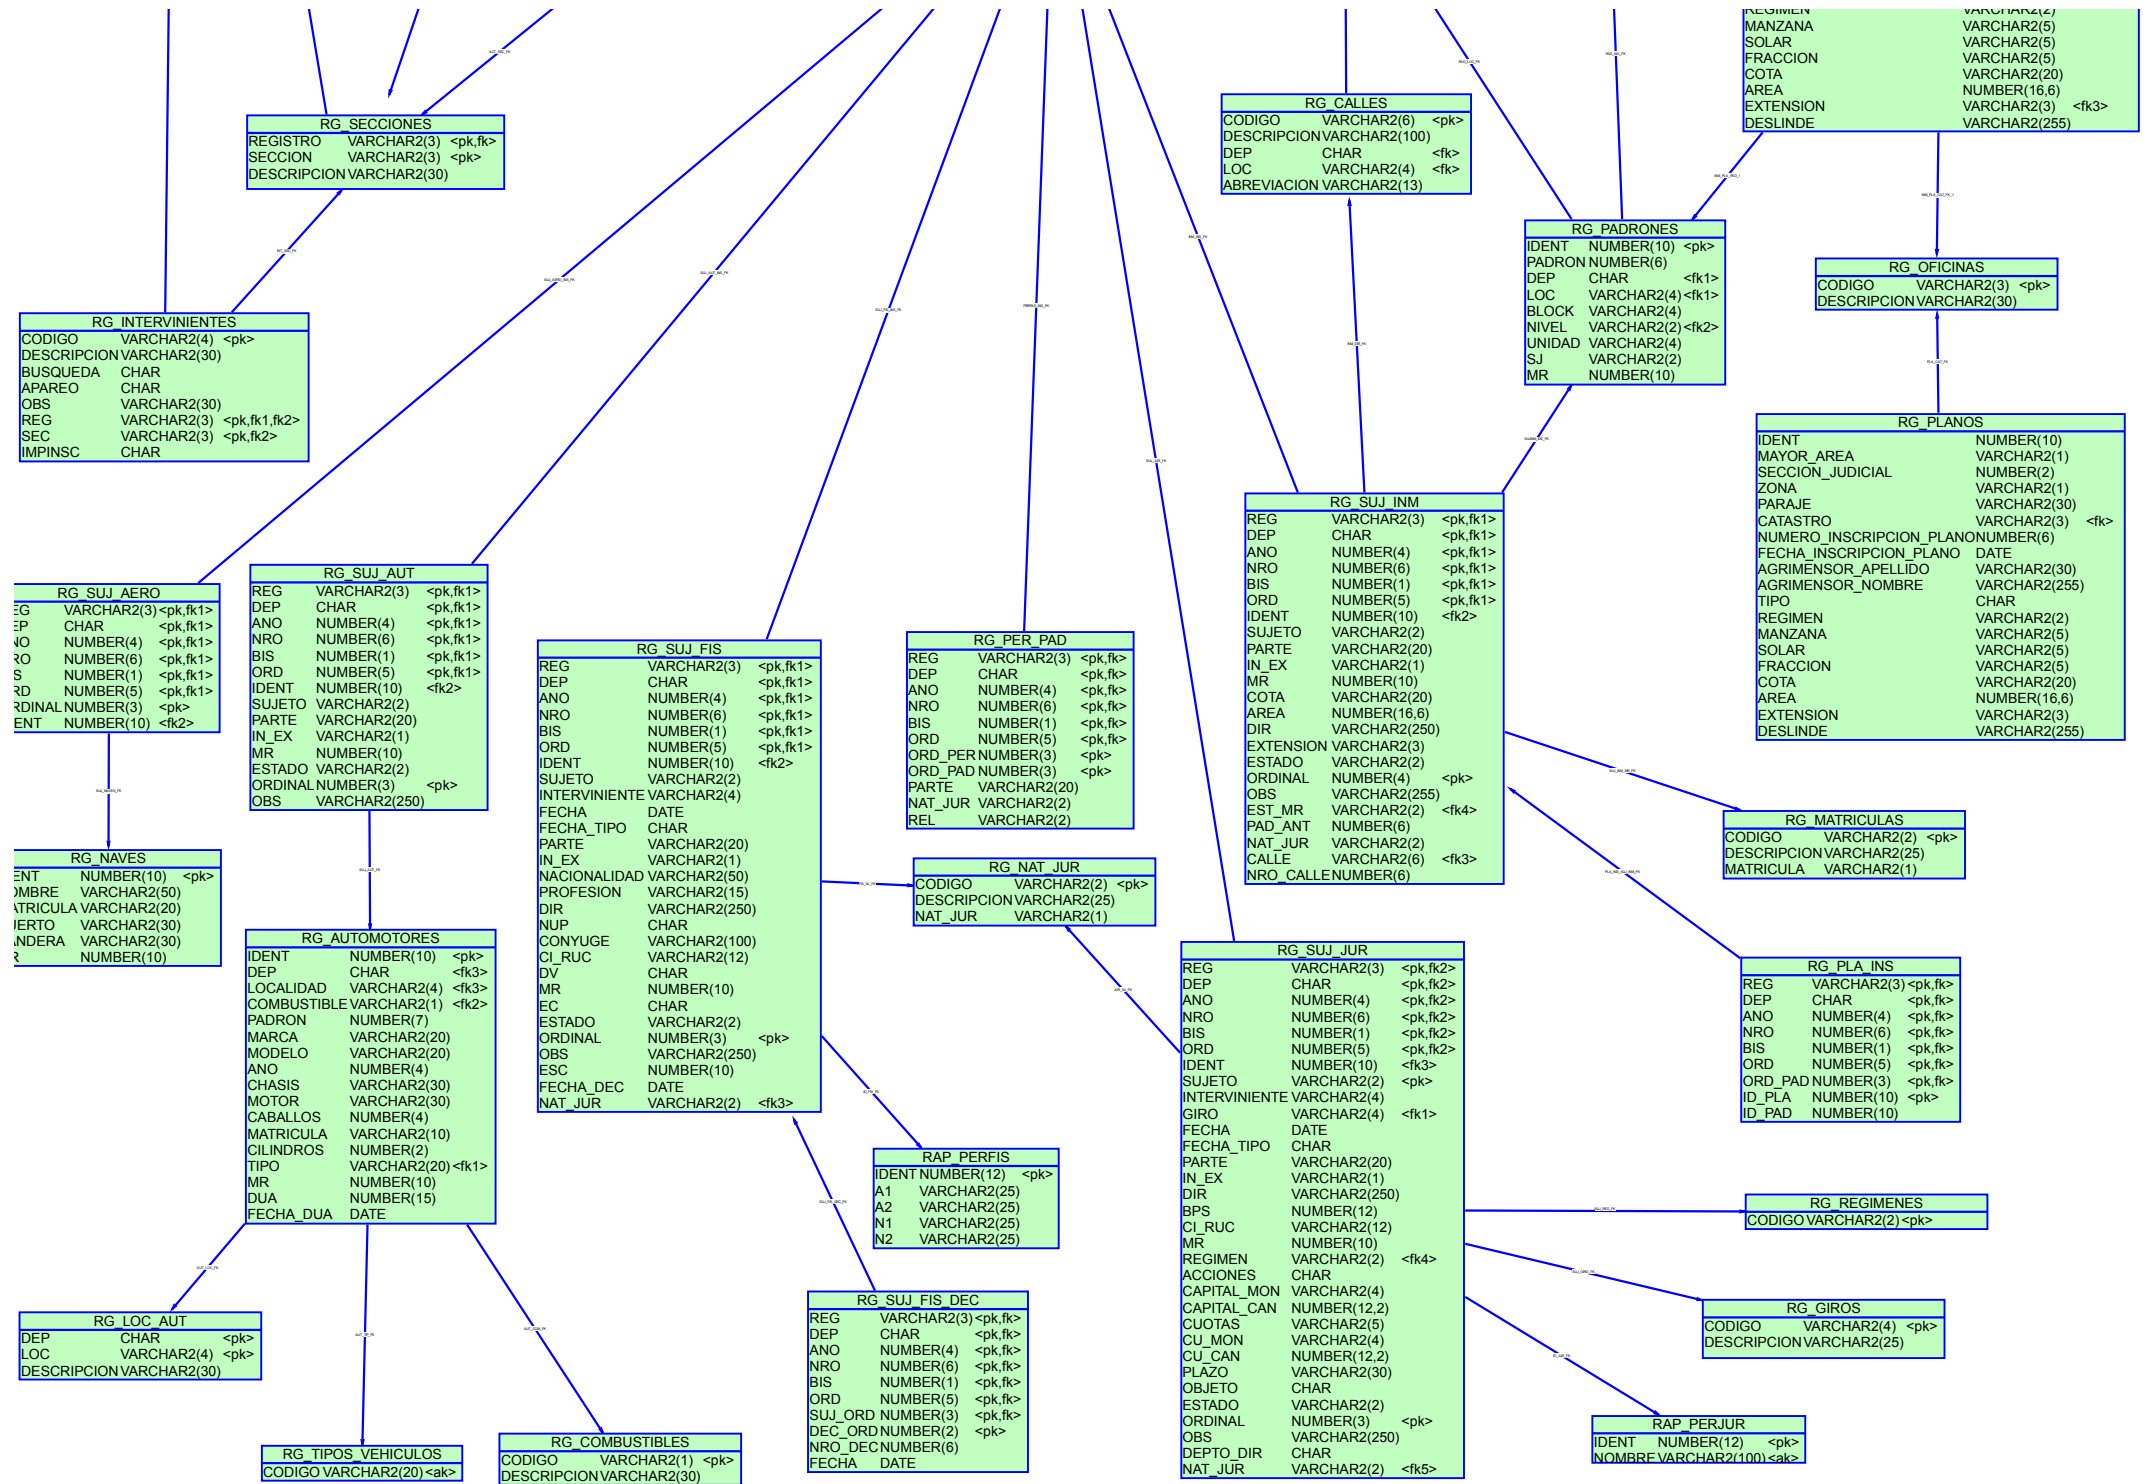 REGIMEN VARCHAR2(2)
MANZANA VARCHAR2(5)
SOLAR VARCHAR2(5)
FRACCION VARCHAR2(5)
COTA VARCHAR2(20)
AREA NUMBER(16,6)
EXTENSION VARCHAR2(3) <fk3>
DESLINDE VARCHAR2(255)
RG_SECCIONES
REGISTRO VARCHAR2(3) <pk,fk>
SECCION VARCHAR2(3) <pk>
DESCRIPCION VARCHAR2(30)
RG_CALLES
CODIGO VARCHAR2(6) <pk>
DESCRIPCION VARCHAR2(100)
DEP CHAR <fk>
LOC VARCHAR2(4) <fk>
ABREVIACION VARCHAR2(13)
RG_PADRONES
IDENT NUMBER(10) <pk>
PADRON NUMBER(6)
DEP CHAR <fk1>
LOC VARCHAR2(4) <fk1>
BLOCK VARCHAR2(4)
NIVEL VARCHAR2(2) <fk2>
UNIDAD VARCHAR2(4)
SJ VARCHAR2(2)
MR NUMBER(10)
RG_OFICINAS
CODIGO VARCHAR2(3) <pk>
DESCRIPCION VARCHAR2(30)
RG_INTERVINIENTES
CODIGO VARCHAR2(4) <pk>
DESCRIPCION VARCHAR2(30)
BUSQUEDA CHAR
APAREO CHAR
OBS VARCHAR2(30)
REG VARCHAR2(3) <pk,fk1,fk2>
SEC VARCHAR2(3) <pk,fk2>
IMPINSC CHAR
RG_PLANOS
IDENT NUMBER(10)
MAYOR_AREA VARCHAR2(1)
SECCION_JUDICIAL NUMBER(2)
ZONA VARCHAR2(1)
PARAJE VARCHAR2(30)
CATASTRO VARCHAR2(3) <fk>
NUMERO_INSCRIPCION_PLANO NUMBER(6)
FECHA_INSCRIPCION_PLANO DATE
AGRIMENSOR_APELLIDO VARCHAR2(30)
AGRIMENSOR_NOMBRE VARCHAR2(255)
TIPO CHAR
REGIMEN VARCHAR2(2)
MANZANA VARCHAR2(5)
SOLAR VARCHAR2(5)
FRACCION VARCHAR2(5)
COTA VARCHAR2(20)
AREA NUMBER(16,6)
EXTENSION VARCHAR2(3)
DESLINDE VARCHAR2(255)
RG_SUJ_INM
REG VARCHAR2(3) <pk,fk1>
DEP CHAR <pk,fk1>
ANO NUMBER(4) <pk,fk1>
NRO NUMBER(6) <pk,fk1>
BIS NUMBER(1) <pk,fk1>
ORD NUMBER(5) <pk,fk1>
IDENT NUMBER(10) <fk2>
SUJETO VARCHAR2(2)
PARTE VARCHAR2(20)
IN_EX VARCHAR2(1)
MR NUMBER(10)
COTA VARCHAR2(20)
AREA NUMBER(16,6)
DIR VARCHAR2(250)
EXTENSION VARCHAR2(3)
ESTADO VARCHAR2(2)
ORDINAL NUMBER(4) <pk>
OBS VARCHAR2(255)
EST_MR VARCHAR2(2) <fk4>
PAD_ANT NUMBER(6)
NAT_JUR VARCHAR2(2)
CALLE VARCHAR2(6) <fk3>
NRO_CALLE NUMBER(6)
RG_SUJ_AERO
EG VARCHAR2(3) <pk,fk1>
EP CHAR <pk,fk1>
NO NUMBER(4) <pk,fk1>
RO NUMBER(6) <pk,fk1>
S NUMBER(1) <pk,fk1>
RD NUMBER(5) <pk,fk1>
RDINAL NUMBER(3) <pk>
ENT NUMBER(10) <fk2>
RG_SUJ_AUT
REG VARCHAR2(3) <pk,fk1>
DEP CHAR <pk,fk1>
ANO NUMBER(4) <pk,fk1>
NRO NUMBER(6) <pk,fk1>
BIS NUMBER(1) <pk,fk1>
ORD NUMBER(5) <pk,fk1>
IDENT NUMBER(10) <fk2>
SUJETO VARCHAR2(2)
PARTE VARCHAR2(20)
IN_EX VARCHAR2(1)
MR NUMBER(10)
ESTADO VARCHAR2(2)
ORDINAL NUMBER(3) <pk>
OBS VARCHAR2(250)
RG_SUJ_FIS
REG VARCHAR2(3) <pk,fk1>
DEP CHAR <pk,fk1>
ANO NUMBER(4) <pk,fk1>
NRO NUMBER(6) <pk,fk1>
BIS NUMBER(1) <pk,fk1>
ORD NUMBER(5) <pk,fk1>
IDENT NUMBER(10) <fk2>
SUJETO VARCHAR2(2)
INTERVINIENTE VARCHAR2(4)
FECHA DATE
FECHA_TIPO CHAR
PARTE VARCHAR2(20)
IN_EX VARCHAR2(1)
NACIONALIDAD VARCHAR2(50)
PROFESION VARCHAR2(15)
DIR VARCHAR2(250)
NUP CHAR
CONYUGE VARCHAR2(100)
CI_RUC VARCHAR2(12)
DV CHAR
MR NUMBER(10)
EC CHAR
ESTADO VARCHAR2(2)
ORDINAL NUMBER(3) <pk>
OBS VARCHAR2(250)
ESC NUMBER(10)
FECHA_DEC DATE
NAT_JUR VARCHAR2(2) <fk3>
RG_PER_PAD
REG VARCHAR2(3) <pk,fk>
DEP CHAR <pk,fk>
ANO NUMBER(4) <pk,fk>
NRO NUMBER(6) <pk,fk>
BIS NUMBER(1) <pk,fk>
ORD NUMBER(5) <pk,fk>
ORD_PER NUMBER(3) <pk>
ORD_PAD NUMBER(3) <pk>
PARTE VARCHAR2(20)
NAT_JUR VARCHAR2(2)
REL VARCHAR2(2)
RG_MATRICULAS
CODIGO VARCHAR2(2) <pk>
DESCRIPCION VARCHAR2(25)
MATRICULA VARCHAR2(1)
RG_NAVES
ENT NUMBER(10) <pk>
OMBRE VARCHAR2(50)
ATRICULA VARCHAR2(20)
UERTO VARCHAR2(30)
ANDERA VARCHAR2(30)
R NUMBER(10)
RG_NAT_JUR
CODIGO VARCHAR2(2) <pk>
DESCRIPCION VARCHAR2(25)
NAT_JUR VARCHAR2(1)
RG_AUTOMOTORES
IDENT NUMBER(10) <pk>
DEP CHAR <fk3>
LOCALIDAD VARCHAR2(4) <fk3>
COMBUSTIBLE VARCHAR2(1) <fk2>
PADRON NUMBER(7)
MARCA VARCHAR2(20)
MODELO VARCHAR2(20)
ANO NUMBER(4)
CHASIS VARCHAR2(30)
MOTOR VARCHAR2(30)
CABALLOS NUMBER(4)
MATRICULA VARCHAR2(10)
CILINDROS NUMBER(2)
TIPO VARCHAR2(20) <fk1>
MR NUMBER(10)
DUA NUMBER(15)
FECHA_DUA DATE
RG_SUJ_JUR
REG VARCHAR2(3) <pk,fk2>
DEP CHAR <pk,fk2>
ANO NUMBER(4) <pk,fk2>
NRO NUMBER(6) <pk,fk2>
BIS NUMBER(1) <pk,fk2>
ORD NUMBER(5) <pk,fk2>
IDENT NUMBER(10) <fk3>
SUJETO VARCHAR2(2) <pk>
INTERVINIENTE VARCHAR2(4)
GIRO VARCHAR2(4) <fk1>
FECHA DATE
FECHA_TIPO CHAR
PARTE VARCHAR2(20)
IN_EX VARCHAR2(1)
DIR VARCHAR2(250)
BPS NUMBER(12)
CI_RUC VARCHAR2(12)
MR NUMBER(10)
REGIMEN VARCHAR2(2) <fk4>
ACCIONES CHAR
CAPITAL_MON VARCHAR2(4)
CAPITAL_CAN NUMBER(12,2)
CUOTAS VARCHAR2(5)
CU_MON VARCHAR2(4)
CU_CAN NUMBER(12,2)
PLAZO VARCHAR2(30)
OBJETO CHAR
ESTADO VARCHAR2(2)
ORDINAL NUMBER(3) <pk>
OBS VARCHAR2(250)
DEPTO_DIR CHAR
NAT_JUR VARCHAR2(2) <fk5>
RG_PLA_INS
REG VARCHAR2(3) <pk,fk>
DEP CHAR <pk,fk>
ANO NUMBER(4) <pk,fk>
NRO NUMBER(6) <pk,fk>
BIS NUMBER(1) <pk,fk>
ORD NUMBER(5) <pk,fk>
ORD_PAD NUMBER(3) <pk,fk>
ID_PLA NUMBER(10) <pk>
ID_PAD NUMBER(10)
RAP_PERFIS
IDENT NUMBER(12) <pk>
A1 VARCHAR2(25)
A2 VARCHAR2(25)
N1 VARCHAR2(25)
N2 VARCHAR2(25)
RG_REGIMENES
CODIGO VARCHAR2(2) <pk>
RG_LOC_AUT
DEP CHAR <pk>
LOC VARCHAR2(4) <pk>
DESCRIPCION VARCHAR2(30)
RG_SUJ_FIS_DEC
REG VARCHAR2(3) <pk,fk>
DEP CHAR <pk,fk>
ANO NUMBER(4) <pk,fk>
NRO NUMBER(6) <pk,fk>
BIS NUMBER(1) <pk,fk>
ORD NUMBER(5) <pk,fk>
SUJ_ORD NUMBER(3) <pk,fk>
DEC_ORD NUMBER(2) <pk>
NRO_DEC NUMBER(6)
FECHA DATE
RG_GIROS
CODIGO VARCHAR2(4) <pk>
DESCRIPCION VARCHAR2(25)
RG_TIPOS_VEHICULOS
CODIGO VARCHAR2(20) <ak>
RG_COMBUSTIBLES
CODIGO VARCHAR2(1) <pk>
DESCRIPCION VARCHAR2(30)
RAP_PERJUR
IDENT NUMBER(12) <pk>
NOMBRE VARCHAR2(100) <ak>